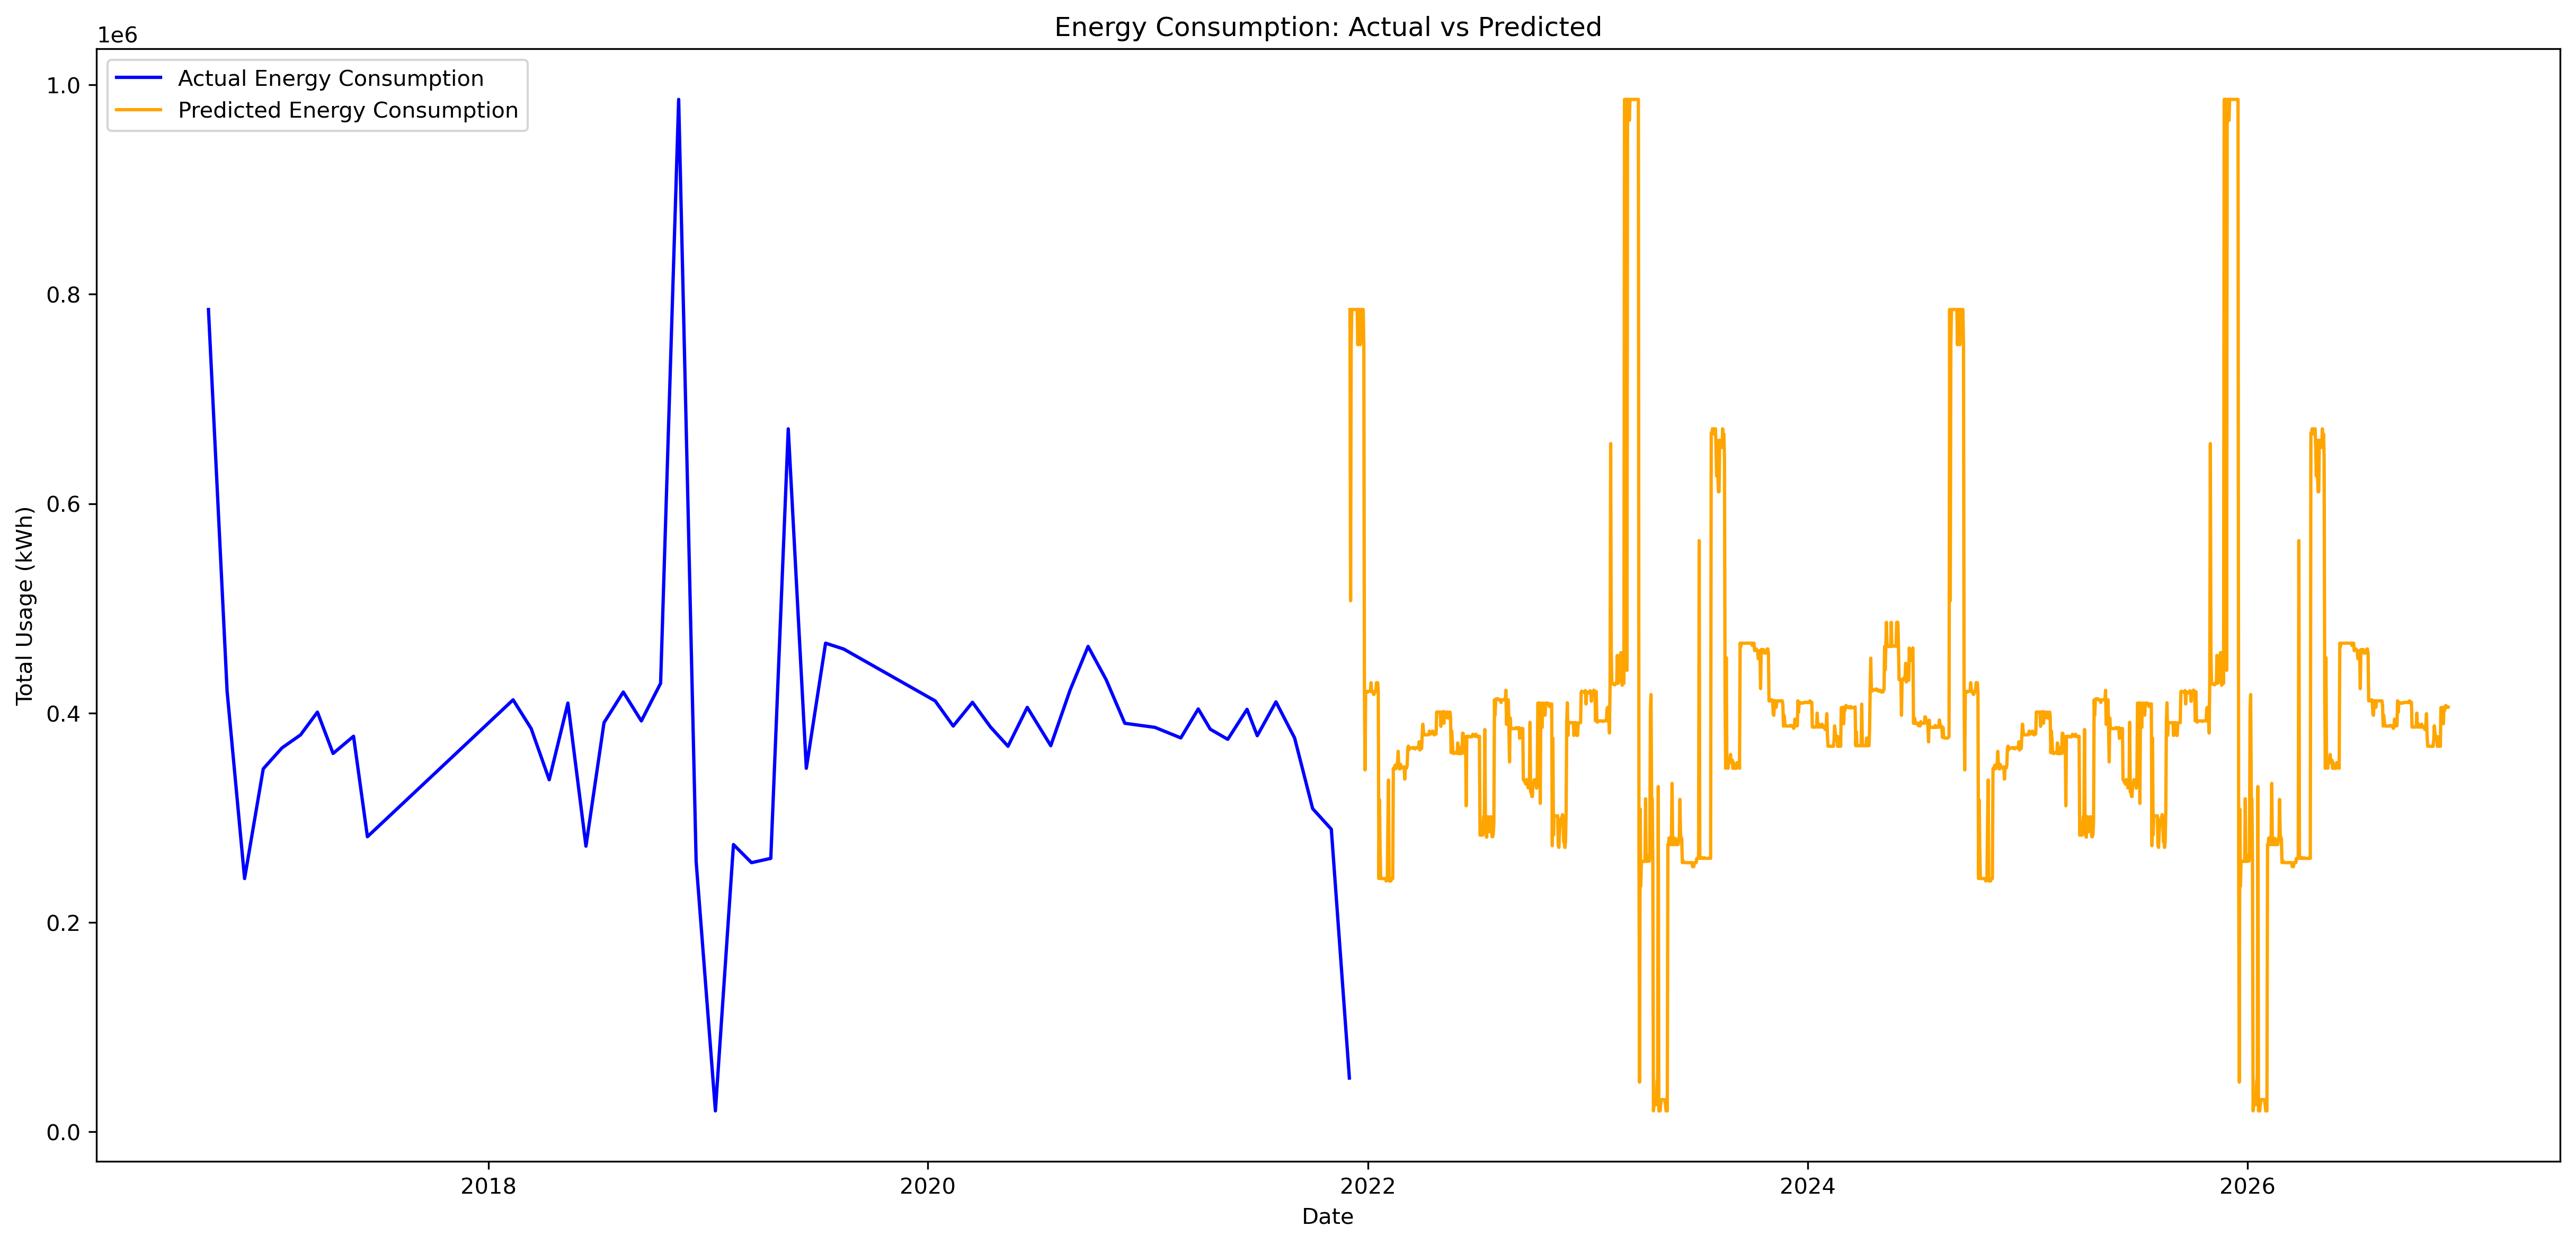 Energy Consumption: Actual vs Predicted
1e6
Actual Energy Consumption
Predicted Energy Consumption
1.0
0.8
0.6
0.4
0.2
0.0
Total Usage (kWh)
2018
2020
2022
2024
2026
Date